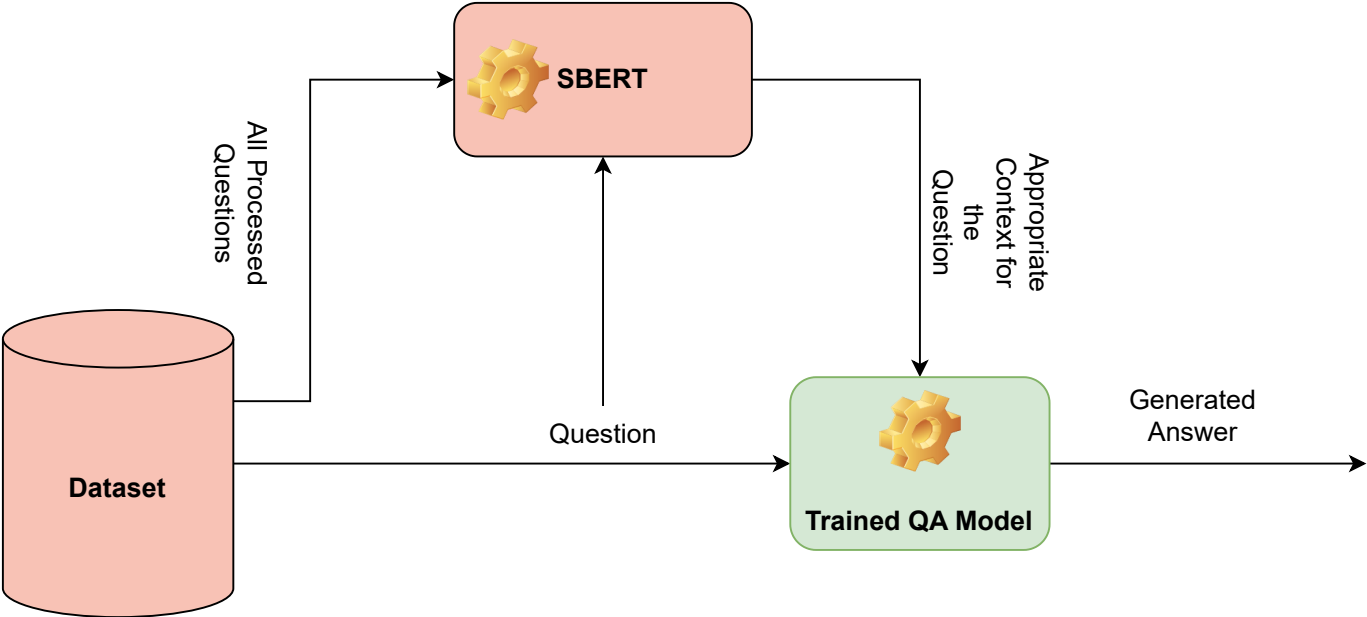 SBERT
All Processed
Questions
Appropriate
Context for
the
Question
Question
Generated
Answer
Dataset
Trained QA Model